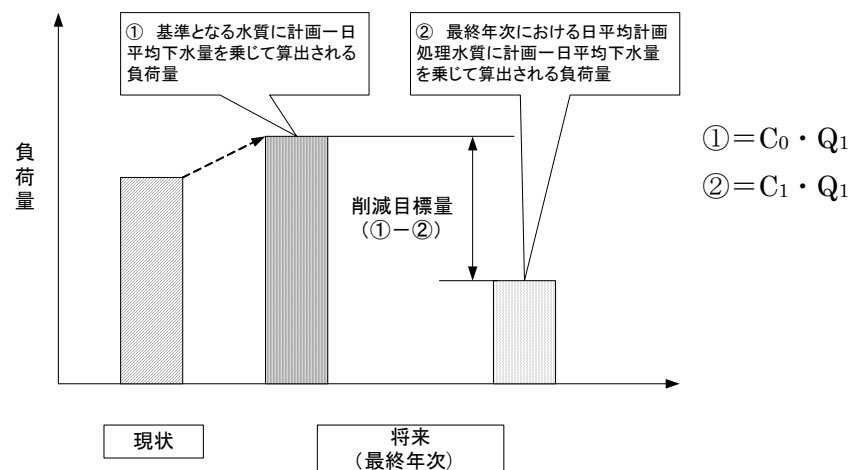 ① 基準となる水質に計画一日
平均下水量を乗じて算出される
負荷量
② 最終年次における日平均計画
処理水質に計画一日平均下水量
を乗じて算出される負荷量
①＝C₀・Q₁
②＝C₁・Q₁
負荷量
削減目標量
（①－②）
現状
将来
（最終年次）